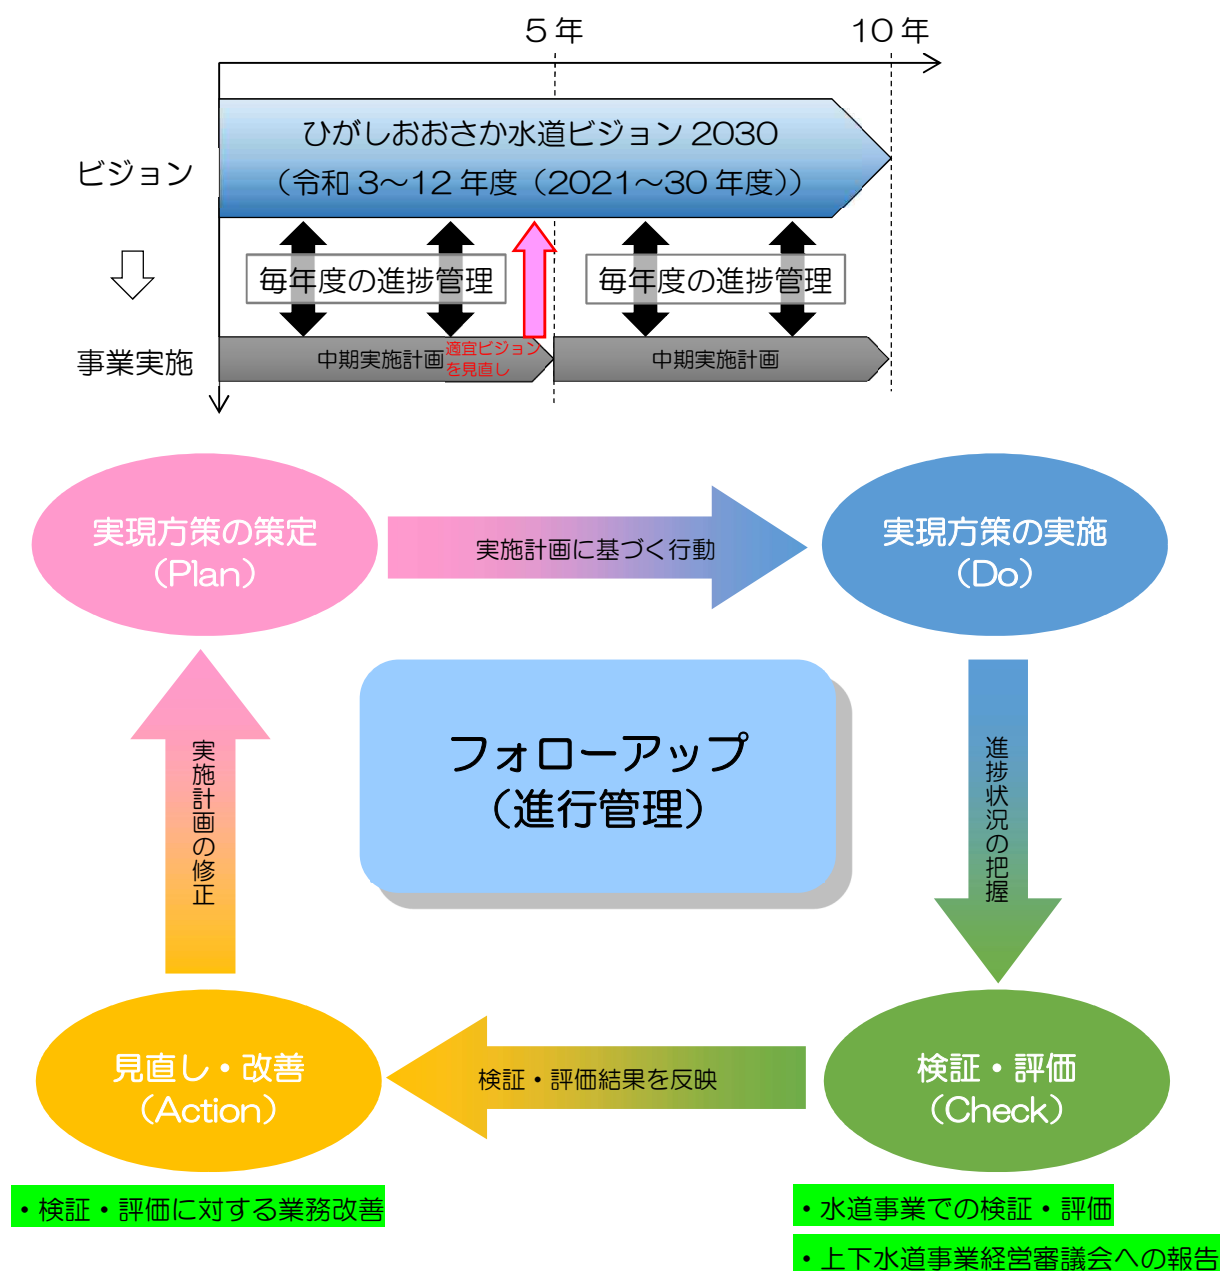 5年
10年
ひがしおおさか水道ビジョン2030
(令和3～12年度(2021～30年度))
ビジョン
毎年度の進捗管理
毎年度の進捗管理
事業実施
中期実施計画
適宜ビジョン
を見直し
中期実施計画
実現方策の策定
(Plan)
実施計画に基づく行動
実現方策の実施
(Do)
フォローアップ
(進行管理)
実施計画の修正
進捗状況の把握
見直し・改善
(Action)
検証・評価結果を反映
検証・評価
(Check)
・検証・評価に対する業務改善
・水道事業での検証・評価
・上下水道事業経営審議会への報告